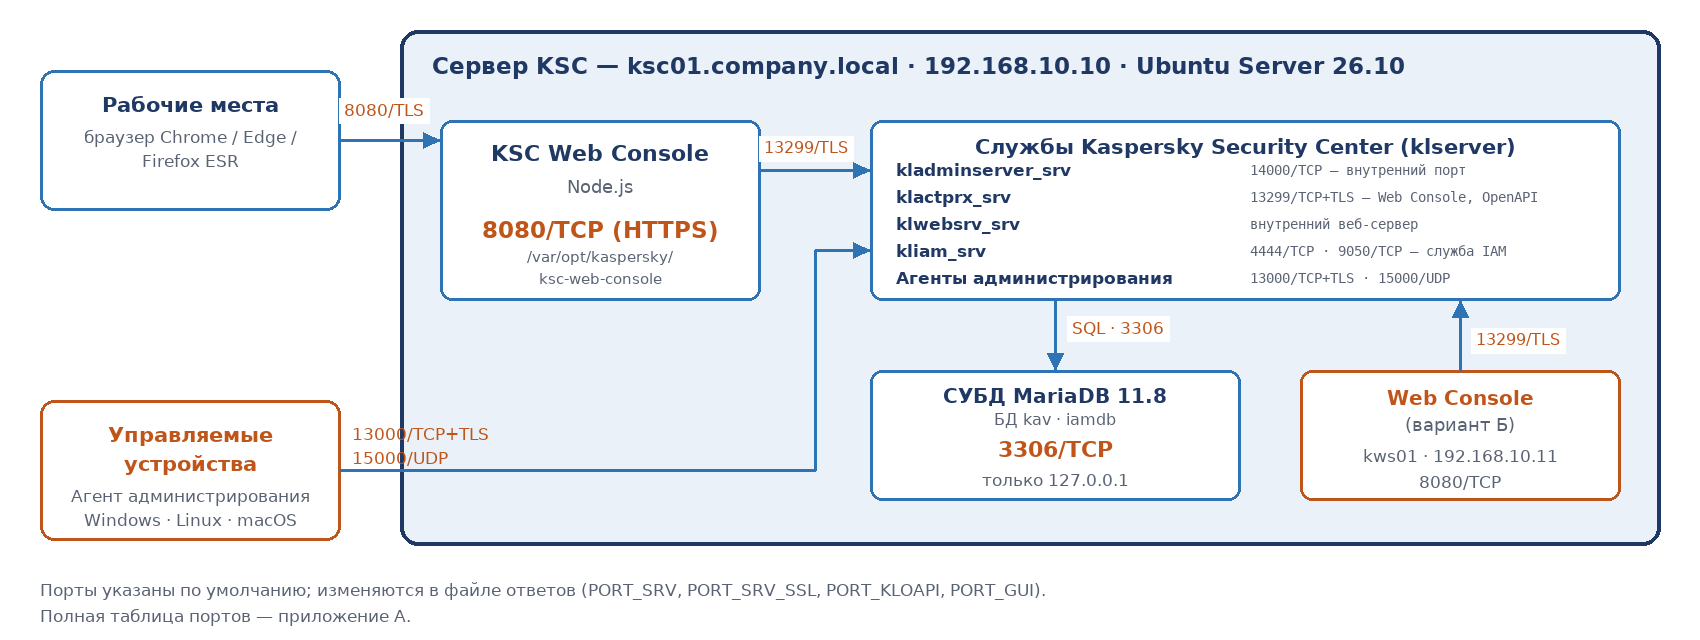 Сервер KSC — ksc01.company.local · 192.168.10.10 · Ubuntu Server 26.10
Рабочие места
браузер Chrome / Edge /
Firefox ESR
8080/TLS
KSC Web Console
Node.js
8080/TCP (HTTPS)
/var/opt/kaspersky/
ksc-web-console
13299/TLS
Службы Kaspersky Security Center (klserver)
kladminserver_srv 14000/TCP — внутренний порт
klactprx_srv 13299/TCP+TLS — Web Console, OpenAPI
klwebsrv_srv внутренний веб-сервер
kliam_srv 4444/TCP · 9050/TCP — служба IAM
Агенты администрирования 13000/TCP+TLS · 15000/UDP
SQL · 3306
13299/TLS
Управляемые
устройства
Агент администрирования
Windows · Linux · macOS
13000/TCP+TLS
15000/UDP
СУБД MariaDB 11.8
БД kav · iamdb
3306/TCP
только 127.0.0.1
Web Console
(вариант Б)
kws01 · 192.168.10.11
8080/TCP
Порты указаны по умолчанию; изменяются в файле ответов (PORT_SRV, PORT_SRV_SSL, PORT_KLOAPI, PORT_GUI).
Полная таблица портов — приложение А.